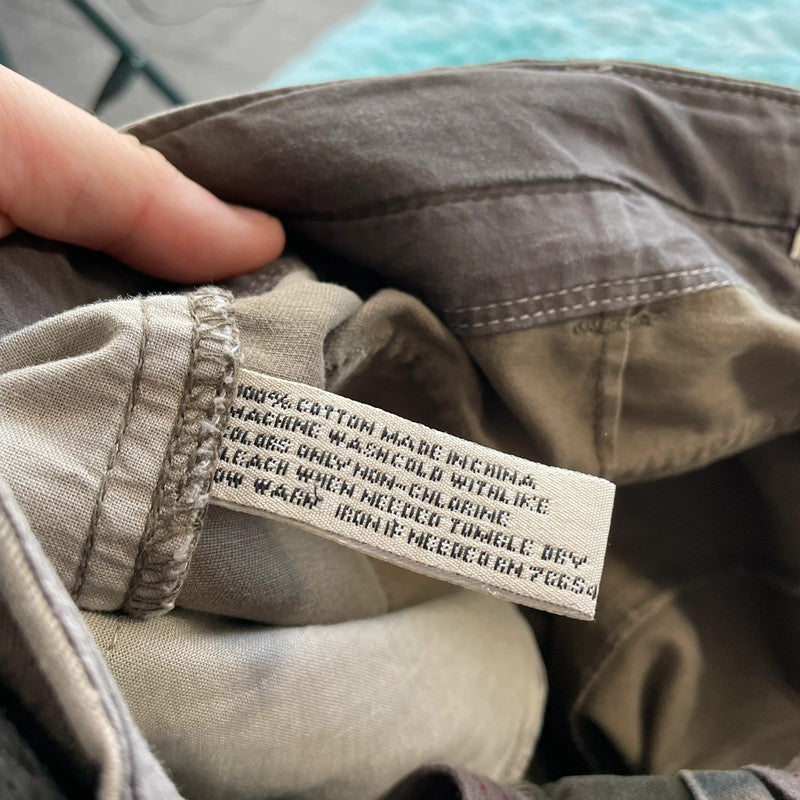 100% COTTON MADE IN CHINA
MACHINE WASH COLD WITH LIKE
COLORS ONLY NON-CHLORINE
LEACH WHEN NEEDED TUMBLE DRY
OW WARM IRON IF NEEDED RN 76654